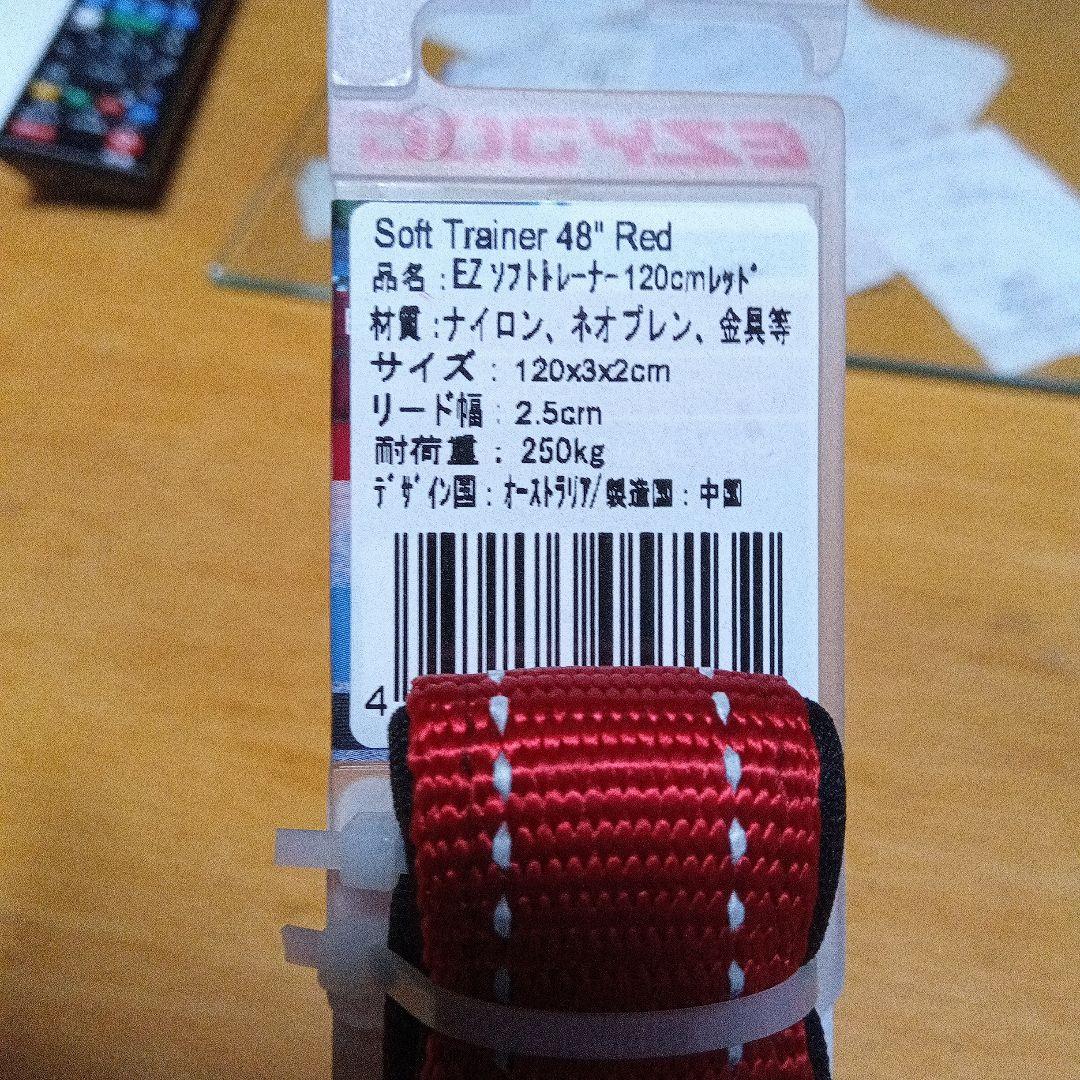 EZYDOG
Soft Trainer 48" Red
品名：EZ ソフトトレーナー120cmレッド
材質：ナイロン、ネオプレン、金具等
サイズ：120x3x2cm
リード幅：2.5cm
耐荷重：250kg
デザイン国：オーストラリア/製造国：中国
4